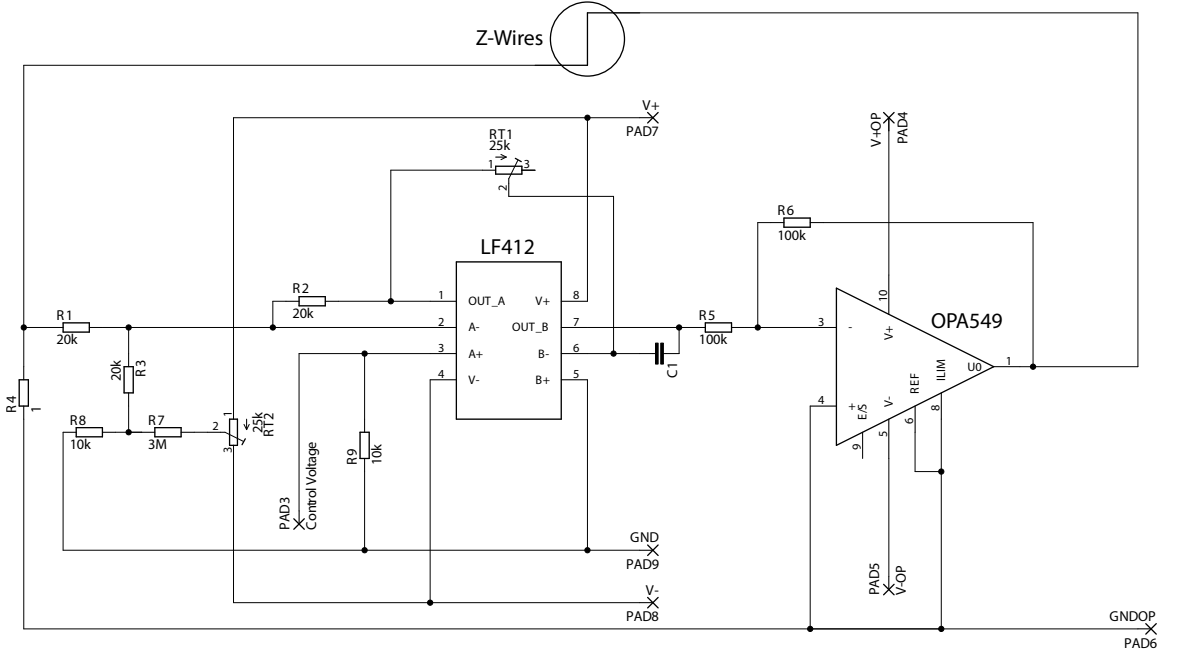 Z-Wires
V+
PAD7
V+OP
PAD4
RT1
25k
1
3
2
R6
100k
LF412
R2
20k
1
OUT_A
V+
8
R1
20k
2
A-
OUT_B
7
3
A+
B-
6
4
V-
B+
5
R5
100k
C1
3
-
10
V+
OPA549
U0
1
REF
ILIM
4
+
E/S
V-
9
5
6
8
20k
R3
R4
1
R8
10k
R7
3M
2
1
3
25k
RT2
R9
10k
PAD3
Control Voltage
GND
PAD9
V-
PAD8
PAD5
V-OP
GNDOP
PAD6